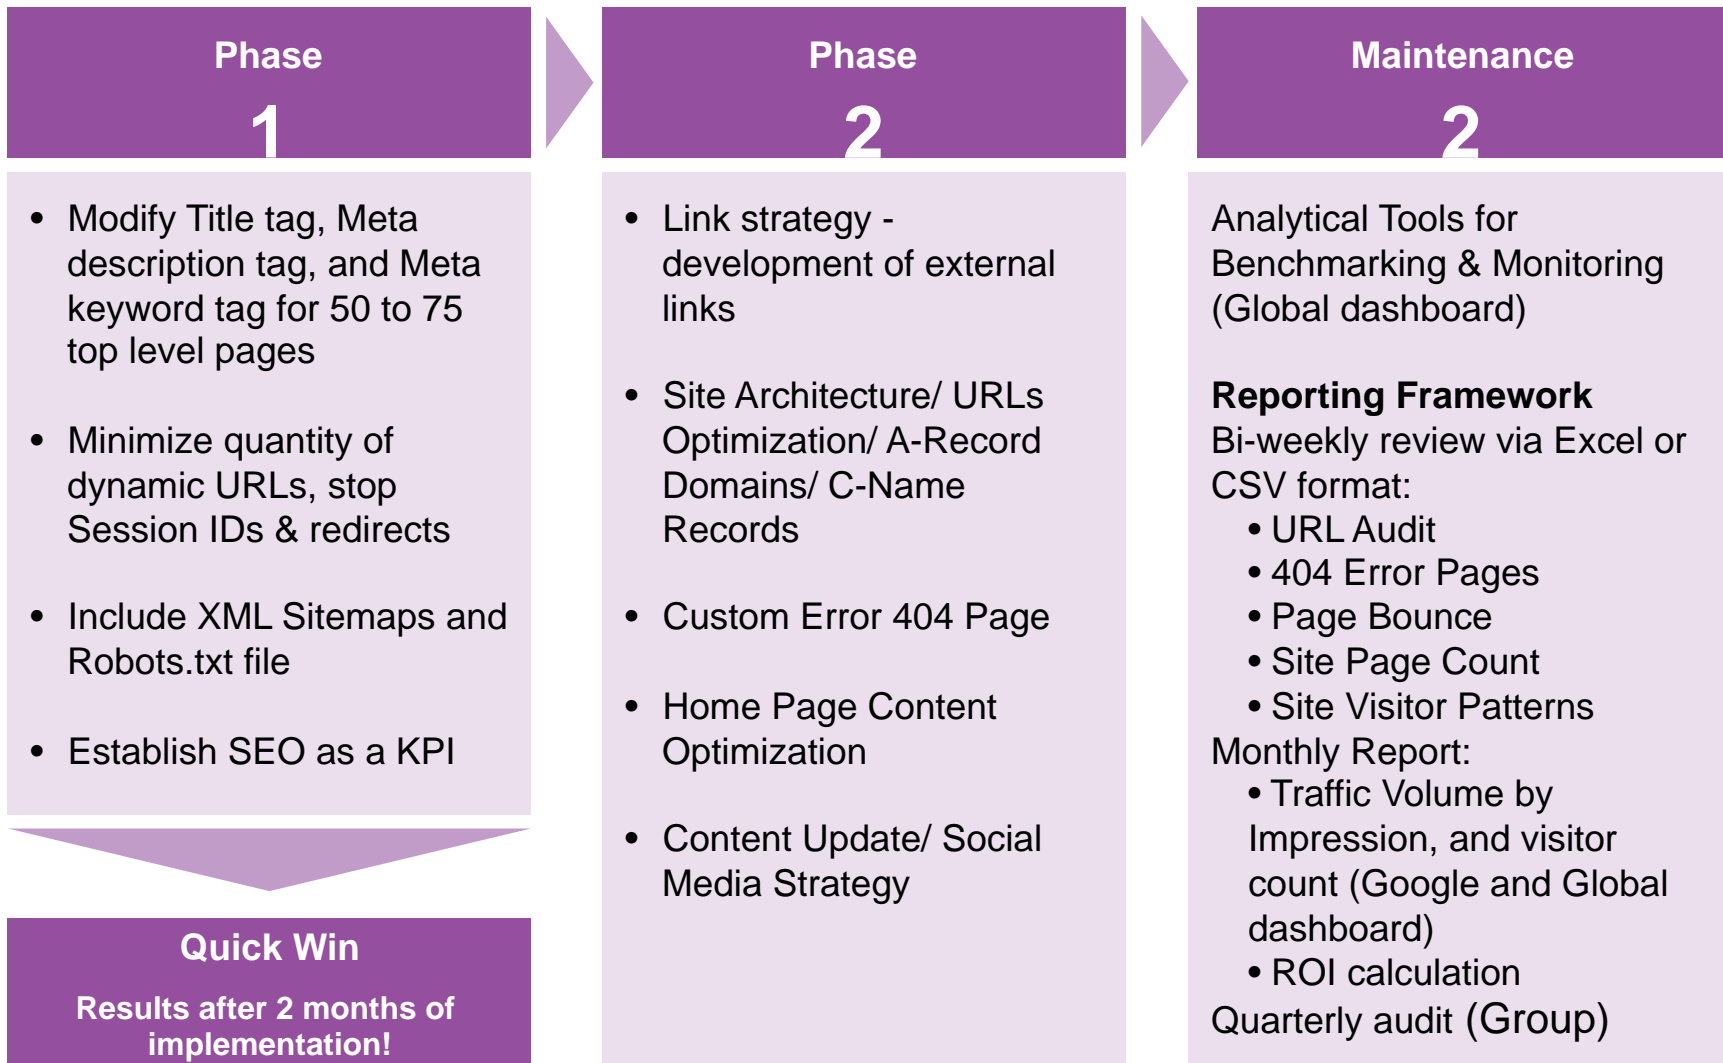 Phase
1
• Modify Title tag, Meta
description tag, and Meta
keyword tag for 50 to 75
top level pages
• Minimize quantity of
dynamic URLs, stop
Session IDs & redirects
• Include XML Sitemaps and
Robots.txt file
• Establish SEO as a KPI
Quick Win
Results after 2 months of
implementation!
Phase
2
• Link strategy -
development of external
links
• Site Architecture/ URLs
Optimization/ A-Record
Domains/ C-Name
Records
• Custom Error 404 Page
• Home Page Content
Optimization
• Content Update/ Social
Media Strategy
Maintenance
2
Analytical Tools for
Benchmarking & Monitoring
(Global dashboard)
Reporting Framework
Bi-weekly review via Excel or
CSV format:
• URL Audit
• 404 Error Pages
• Page Bounce
• Site Page Count
• Site Visitor Patterns
Monthly Report:
• Traffic Volume by
Impression, and visitor
count (Google and Global
dashboard)
• ROI calculation
Quarterly audit (Group)